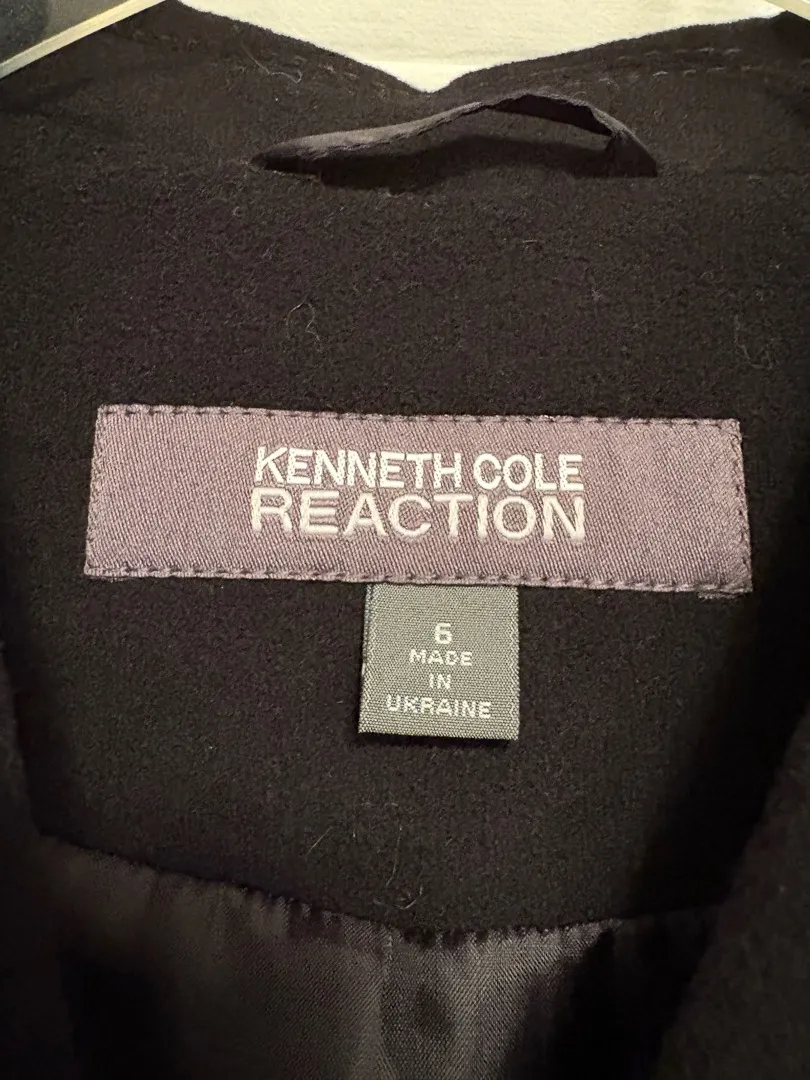 KENNETH COLE
REACTION
6
MADE
IN
UKRAINE